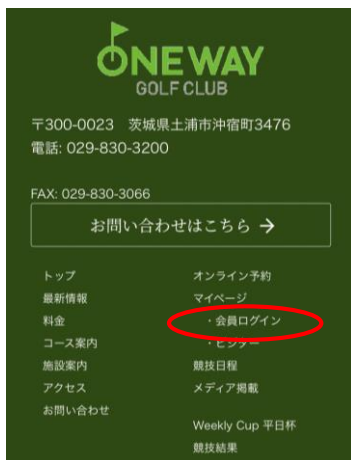 ONE WAY
GOLF CLUB
〒300-0023 茨城県土浦市沖宿町3476
電話: 029-830-3200
FAX: 029-830-3066
お問い合わせはこちら →
トップ
最新情報
料金
コース案内
施設案内
アクセス
お問い合わせ
オンライン予約
マイページ
・会員ログイン
・ビジター
競技日程
メディア掲載
Weekly Cup 平日杯
競技結果